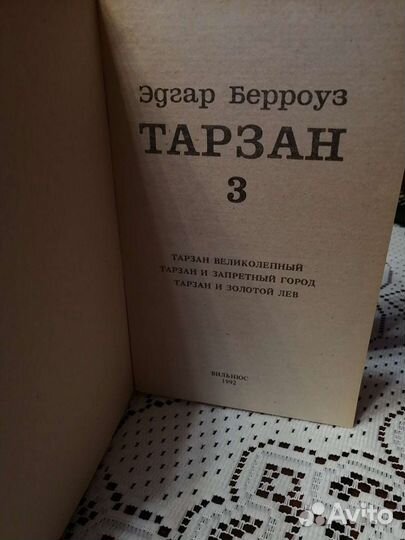 Эдгар Берроуз
ТАРЗАН
3
ТАРЗАН ВЕЛИКОЛЕПНЫЙ
ТАРЗАН И ЗАПРЕТНЫЙ ГОРОД
ТАРЗАН И ЗОЛОТОЙ ЛЕВ
ВИЛЬНЮС
1992
Avito